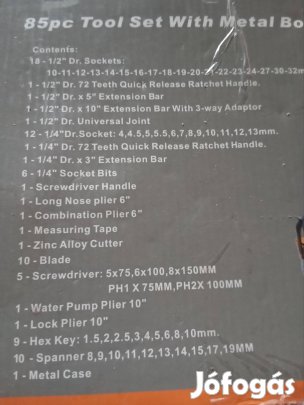 85pc Tool Set With Metal Bo
Contents:
18 - 1/2" Dr. Sockets:
10-11-12-13-14-15-16-17-18-19-20-21-22-23-24-27-30-32m
1 - 1/2" Dr. 72 Teeth Quick Release Ratchet Handle.
1 - 1/2" Dr. x 5" Extension Bar
1 - 1/2" Dr. x 10" Extension Bar With 3-way Adaptor
1 - 1/2" Dr. Universal Joint
12 - 1/4"Dr.Socket: 4,4.5,5,5.5,6,7,8,9,10,11,12,13mm.
1 - 1/4" Dr. 72 Teeth Quick Release Ratchet Handle.
1 - 1/4" Dr. x 3" Extension Bar
6 - 1/4" Socket Bits
1 - Screwdriver Handle
1 - Long Nose plier 6"
1 - Combination Plier 6"
1 - Measuring Tape
1 - Zinc Alloy Cutter
10 - Blade
5 - Screwdriver: 5x75,6x100,8x150MM
PH1 X 75MM,PH2X 100MM
1 - Water Pump Plier 10"
1 - Lock Plier 10"
9 - Hex Key: 1.5,2,2.5,3,4,5,6,8,10mm.
10 - Spanner 8,9,10,11,12,13,14,15,17,19MM
1 - Metal Case
Jófogás